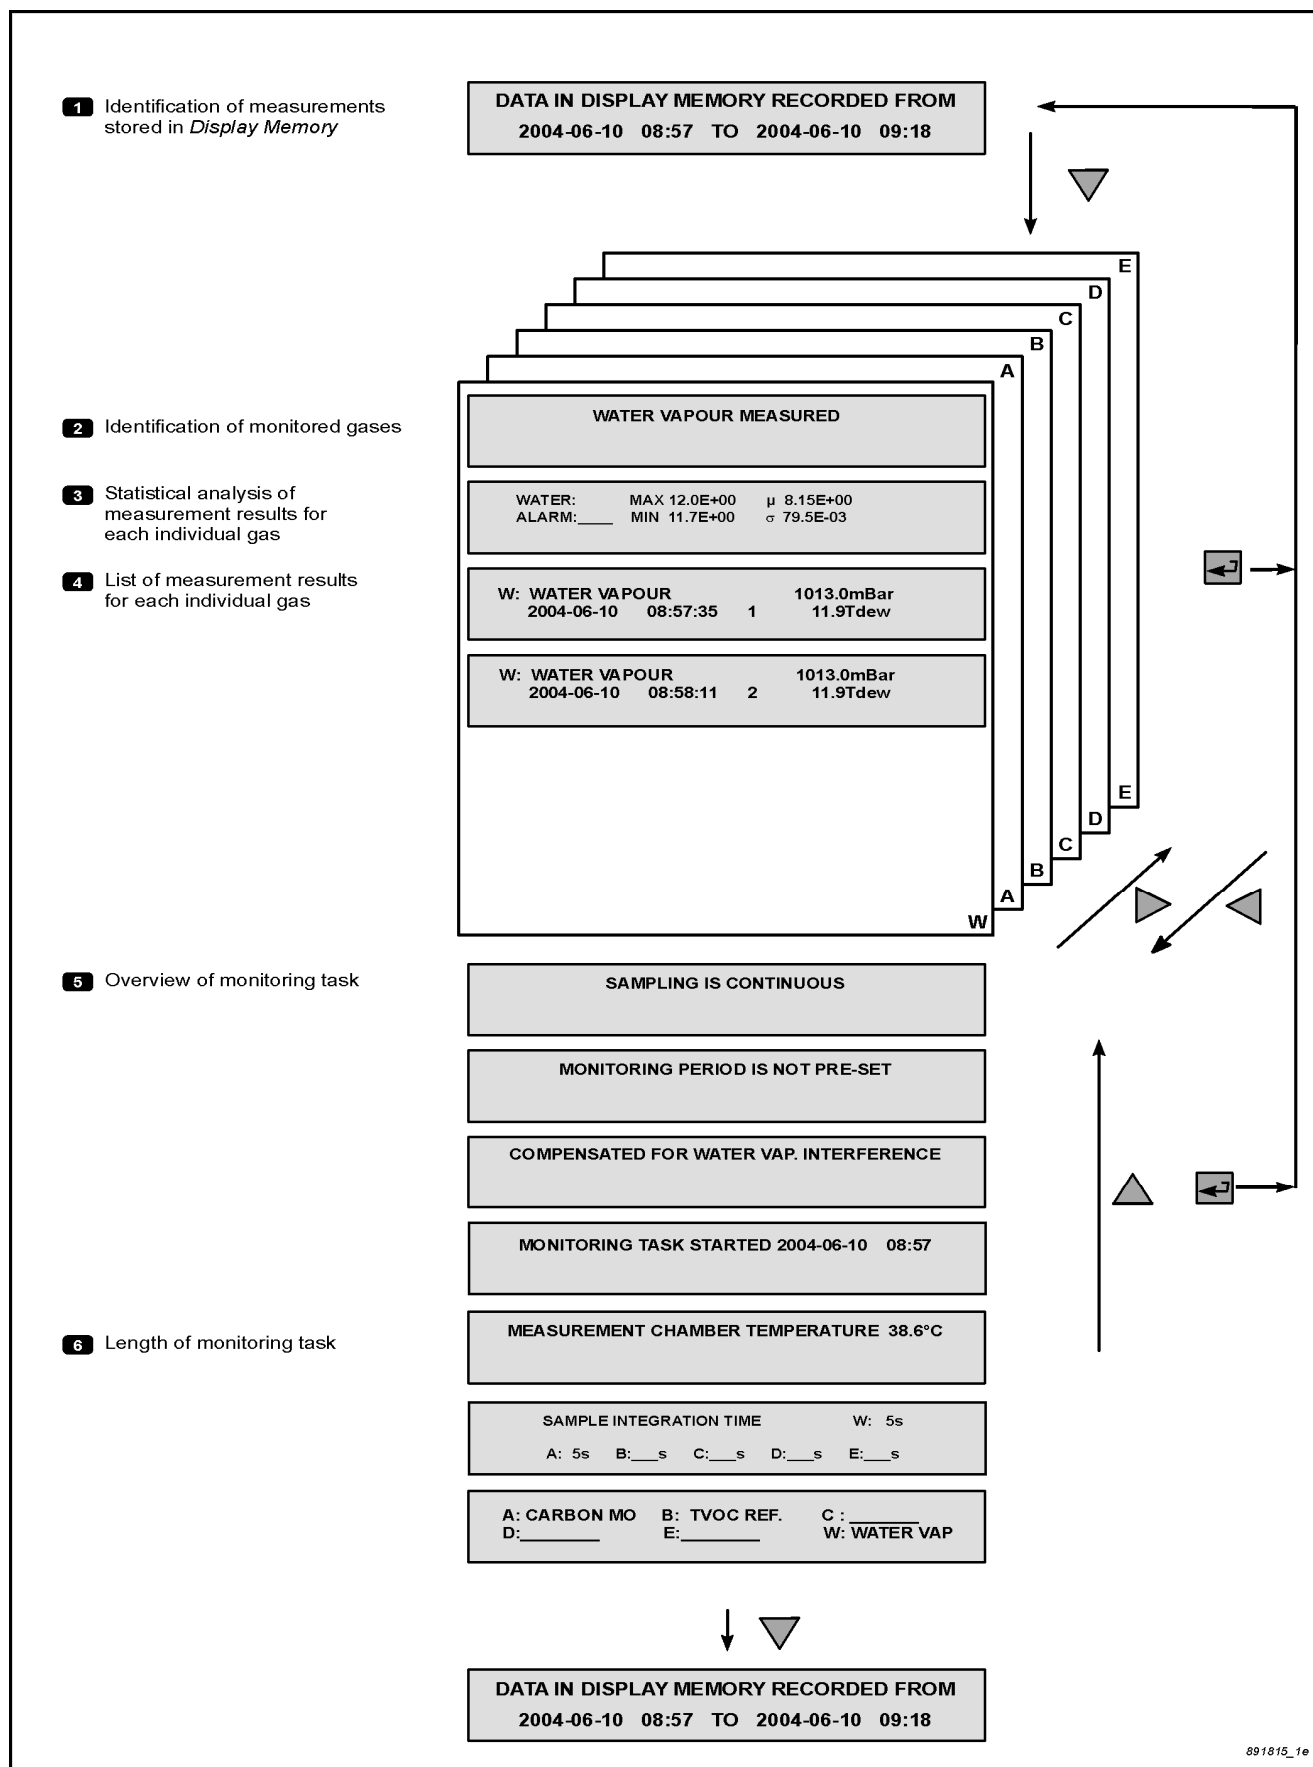 1 Identification of measurements
stored in Display Memory
DATA IN DISPLAY MEMORY RECORDED FROM
2004-06-10 08:57 TO 2004-06-10 09:18
E
D
C
B
A
2 Identification of monitored gases
WATER VAPOUR MEASURED
3 Statistical analysis of
measurement results for
each individual gas
WATER: MAX 12.0E+00 μ 8.15E+00
ALARM:____ MIN 11.7E+00 σ 79.5E-03
4 List of measurement results
for each individual gas
W: WATER VAPOUR 1013.0mBar
2004-06-10 08:57:35 1 11.9Tdew
W: WATER VAPOUR 1013.0mBar
2004-06-10 08:58:11 2 11.9Tdew
E
D
C
B
A
W
5 Overview of monitoring task
SAMPLING IS CONTINUOUS
MONITORING PERIOD IS NOT PRE-SET
COMPENSATED FOR WATER VAP. INTERFERENCE
MONITORING TASK STARTED 2004-06-10 08:57
6 Length of monitoring task
MEASUREMENT CHAMBER TEMPERATURE 38.6°C
SAMPLE INTEGRATION TIME W: 5s
A: 5s B:___s C:___s D:___s E:___s
A: CARBON MO B: TVOC REF. C : _______
D:________ E:________ W: WATER VAP
DATA IN DISPLAY MEMORY RECORDED FROM
2004-06-10 08:57 TO 2004-06-10 09:18
891815_1e